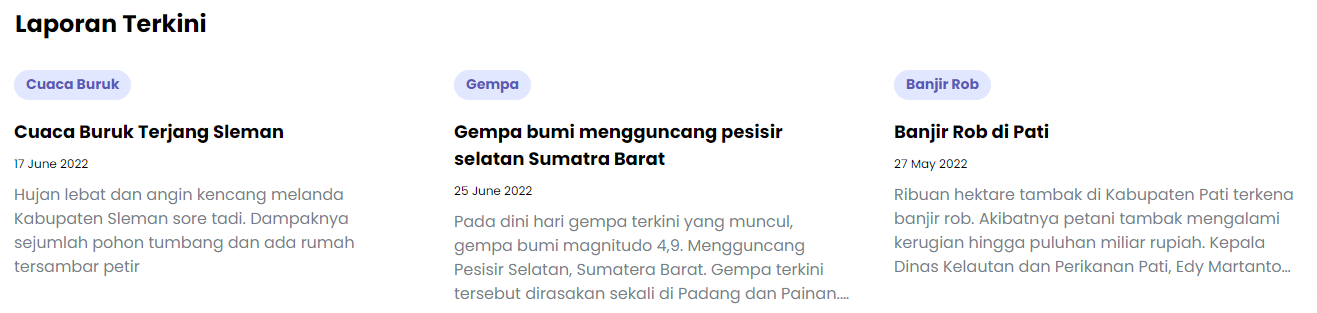 Laporan Terkini
Cuaca Buruk
Cuaca Buruk Terjang Sleman
17 June 2022
Hujan lebat dan angin kencang melanda
Kabupaten Sleman sore tadi. Dampaknya
sejumlah pohon tumbang dan ada rumah
tersambar petir
Gempa
Gempa bumi mengguncang pesisir
selatan Sumatra Barat
25 June 2022
Pada dini hari gempa terkini yang muncul,
gempa bumi magnitudo 4,9. Mengguncang
Pesisir Selatan, Sumatera Barat. Gempa terkini
tersebut dirasakan sekali di Padang dan Painan....
Banjir Rob
Banjir Rob di Pati
27 May 2022
Ribuan hektare tambak di Kabupaten Pati terkena
banjir rob. Akibatnya petani tambak mengalami
kerugian hingga puluhan miliar rupiah. Kepala
Dinas Kelautan dan Perikanan Pati, Edy Martanto...